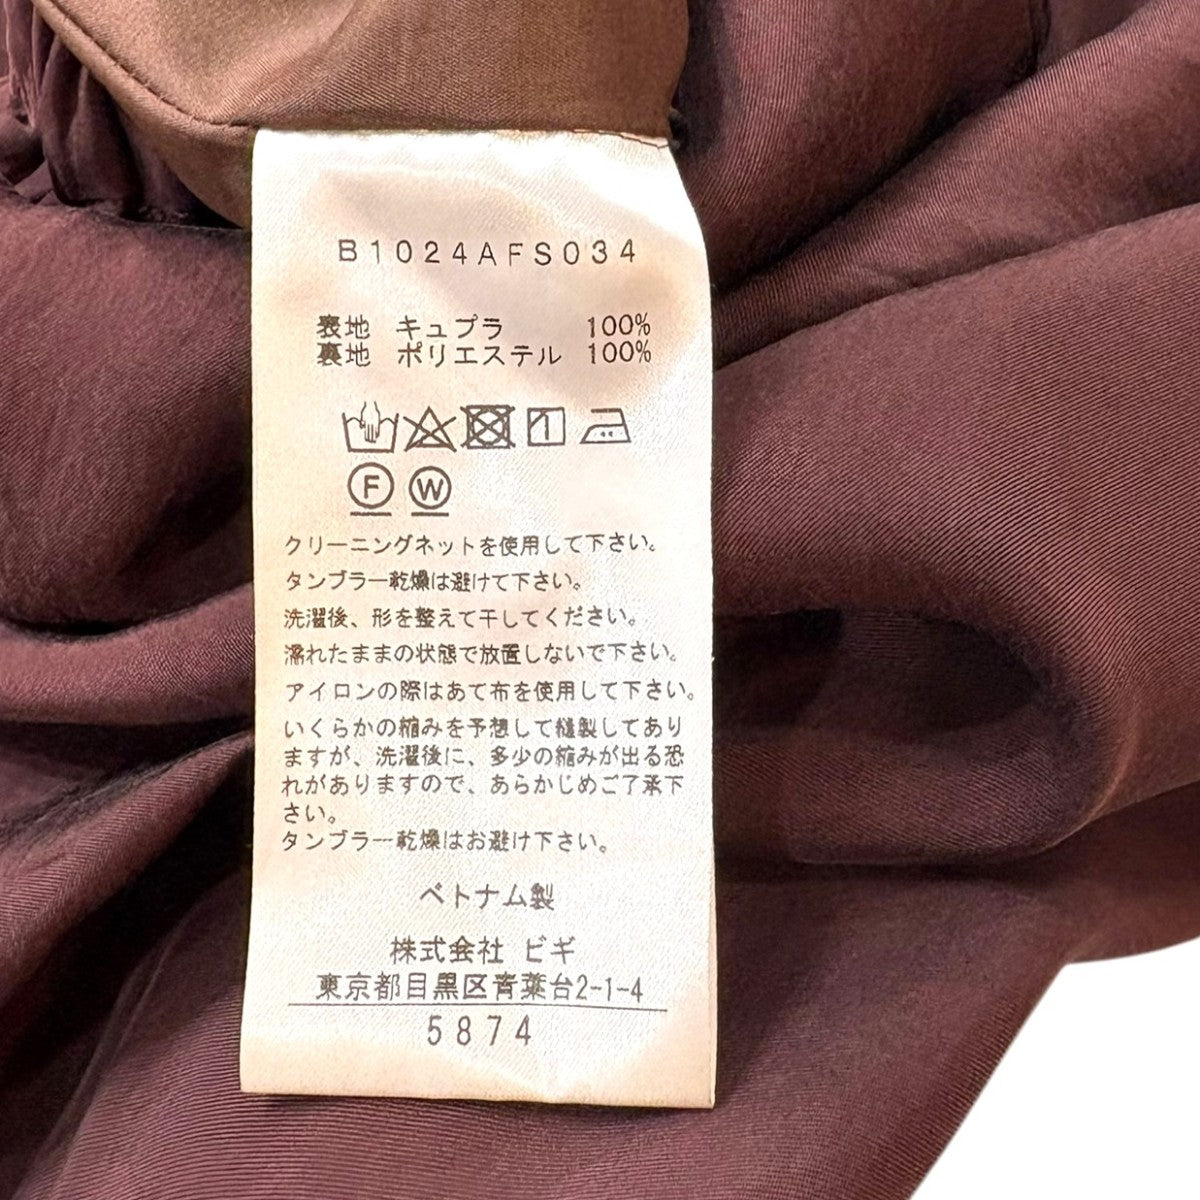 B1024AFS034
表地 キュプラ 100%
裏地 ポリエステル 100%
F W
クリーニングネットを使用して下さい。
タンブラー乾燥は避けて下さい。
洗濯後、形を整えて干してください。
濡れたままの状態で放置しないで下さい。
アイロンの際はあて布を使用して下さい。
いくらかの縮みを予想して縫製してあり
ますが、洗濯後に、多少の縮みが出る恐
れがありますので、あらかじめご了承下
さい。
タンブラー乾燥はお避け下さい。
ベトナム製
株式会社 ビギ
東京都目黒区青葉台2-1-4
5874